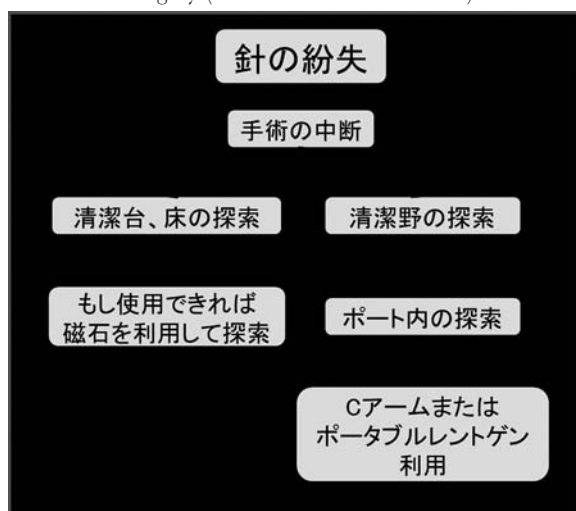 針の紛失
手術の中断
清潔台、床の探索
清潔野の探索
もし使用できれば
磁石を利用して探索
ポート内の探索
Cアームまたは
ポータブルレントゲン
利用